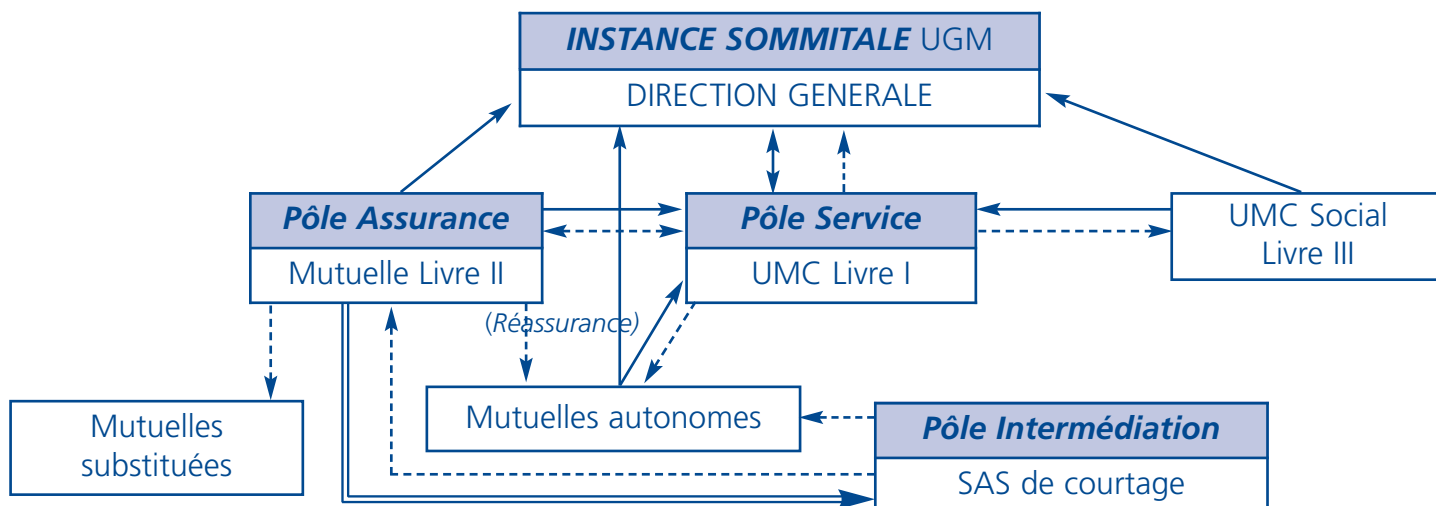 INSTANCE SOMMITALE UGM
DIRECTION GENERALE
Pôle Assurance
Mutuelle Livre II
Pôle Service
UMC Livre I
UMC Social
Livre III
(Réassurance)
Mutuelles
substituées
Mutuelles autonomes
Pôle Intermédiation
SAS de courtage